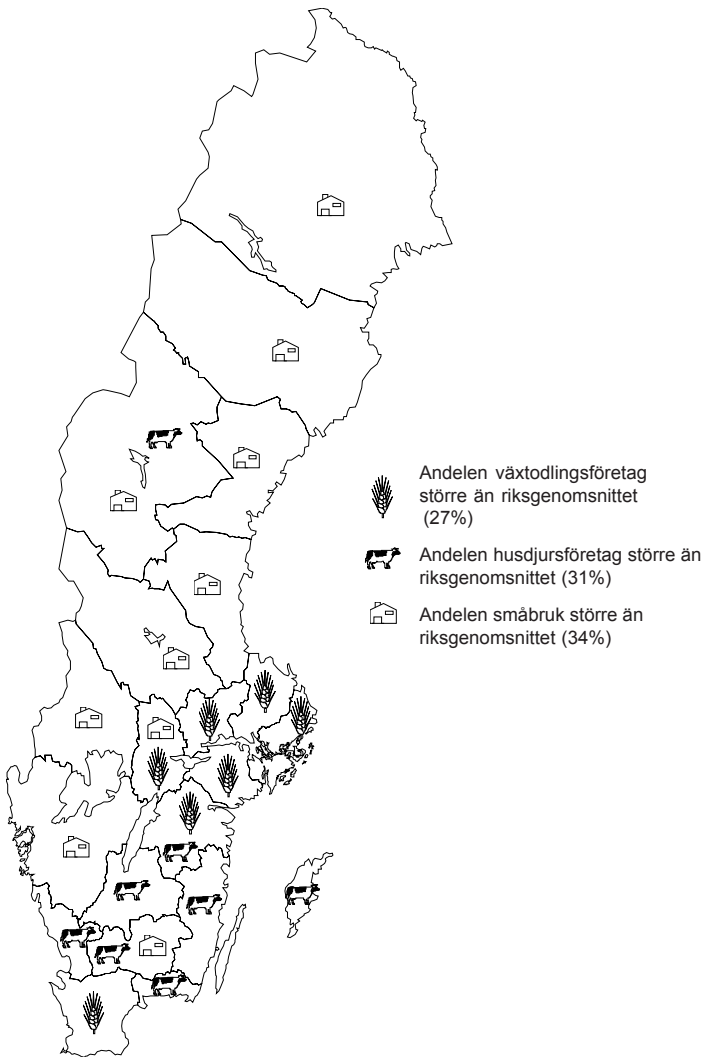 Andelen växtodlingsföretag
större än riksgenomsnittet
(27%)
Andelen husdjursföretag större än
riksgenomsnittet (31%)
Andelen småbruk större än
riksgenomsnittet (34%)